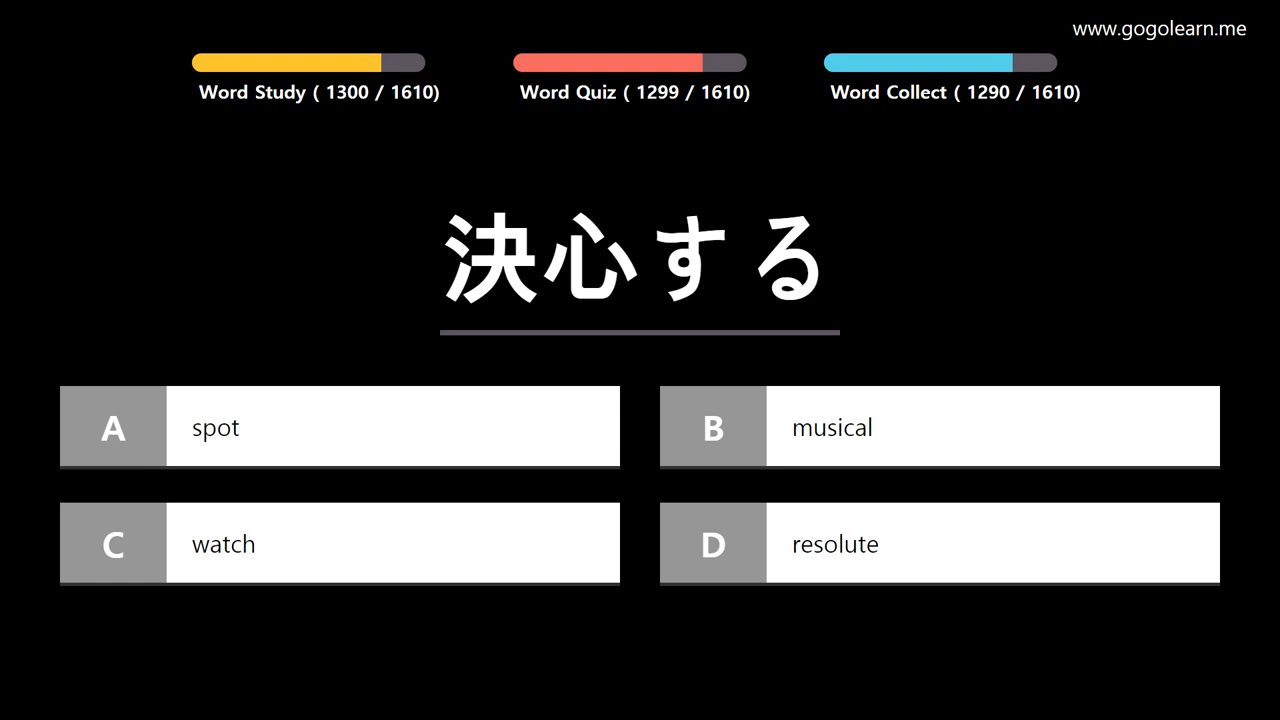 www.gogolearn.me
Word Study ( 1300 / 1610)
Word Quiz ( 1299 / 1610)
Word Collect ( 1290 / 1610)
決心する
A spot
B musical
C watch
D resolute